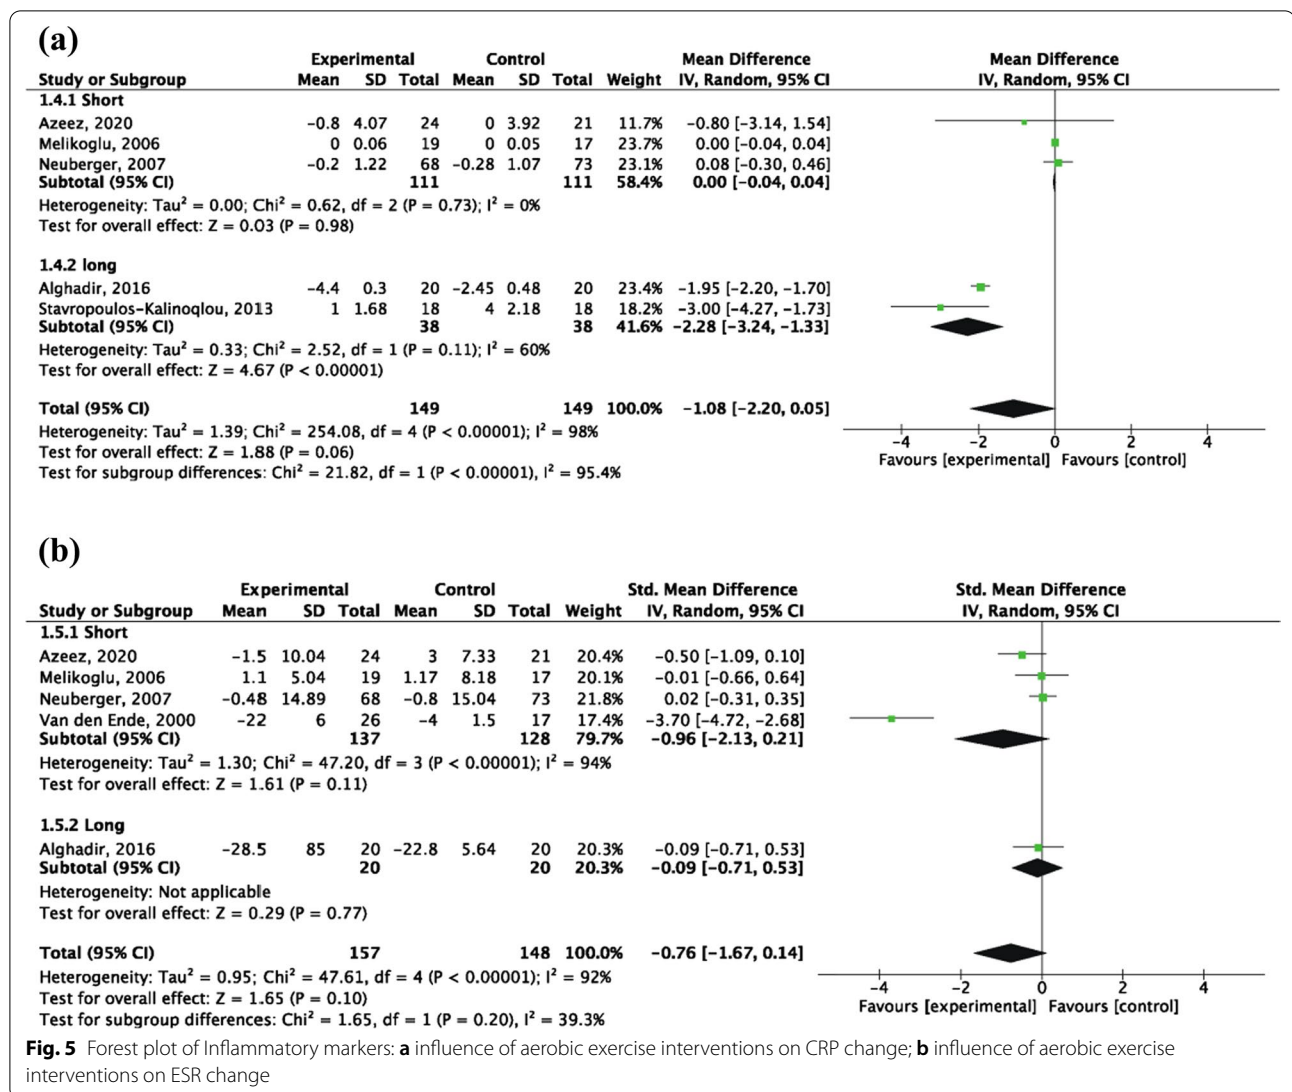 (a)
Experimental Control Mean Difference Mean Difference
Study or Subgroup Mean SD Total Mean SD Total Weight IV, Random, 95% CI IV, Random, 95% CI
1.4.1 Short
Azeez, 2020 −0.8 4.07 24 0 3.92 21 11.7% −0.80 [−3.14, 1.54]
Melikoglu, 2006 0 0.06 19 0 0.05 17 23.7% 0.00 [−0.04, 0.04]
Neuberger, 2007 −0.2 1.22 68 −0.28 1.07 73 23.1% 0.08 [−0.30, 0.46]
Subtotal (95% CI) 111 111 58.4% 0.00 [−0.04, 0.04]
Heterogeneity: Tau² = 0.00; Chi² = 0.62, df = 2 (P = 0.73); I² = 0%
Test for overall effect: Z = 0.03 (P = 0.98)
1.4.2 long
Alghadir, 2016 −4.4 0.3 20 −2.45 0.48 20 23.4% −1.95 [−2.20, −1.70]
Stavropoulos−Kalinoqlou, 2013 1 1.68 18 4 2.18 18 18.2% −3.00 [−4.27, −1.73]
Subtotal (95% CI) 38 38 41.6% −2.28 [−3.24, −1.33]
Heterogeneity: Tau² = 0.33; Chi² = 2.52, df = 1 (P = 0.11); I² = 60%
Test for overall effect: Z = 4.67 (P < 0.00001)
Total (95% CI) 149 149 100.0% −1.08 [−2.20, 0.05]
Heterogeneity: Tau² = 1.39; Chi² = 254.08, df = 4 (P < 0.00001); I² = 98%
Test for overall effect: Z = 1.88 (P = 0.06)
Test for subgroup differences: Chi² = 21.82, df = 1 (P < 0.00001), I² = 95.4%
−4 −2 0 2 4
Favours [experimental] Favours [control]
(b)
Experimental Control Std. Mean Difference Std. Mean Difference
Study or Subgroup Mean SD Total Mean SD Total Weight IV, Random, 95% CI IV, Random, 95% CI
1.5.1 Short
Azeez, 2020 −1.5 10.04 24 3 7.33 21 20.4% −0.50 [−1.09, 0.10]
Melikoglu, 2006 1.1 5.04 19 1.17 8.18 17 20.1% −0.01 [−0.66, 0.64]
Neuberger, 2007 −0.48 14.89 68 −0.8 15.04 73 21.8% 0.02 [−0.31, 0.35]
Van den Ende, 2000 −22 6 26 −4 1.5 17 17.4% −3.70 [−4.72, −2.68]
Subtotal (95% CI) 137 128 79.7% −0.96 [−2.13, 0.21]
Heterogeneity: Tau² = 1.30; Chi² = 47.20, df = 3 (P < 0.00001); I² = 94%
Test for overall effect: Z = 1.61 (P = 0.11)
1.5.2 Long
Alghadir, 2016 −28.5 85 20 −22.8 5.64 20 20.3% −0.09 [−0.71, 0.53]
Subtotal (95% CI) 20 20 20.3% −0.09 [−0.71, 0.53]
Heterogeneity: Not applicable
Test for overall effect: Z = 0.29 (P = 0.77)
Total (95% CI) 157 148 100.0% −0.76 [−1.67, 0.14]
Heterogeneity: Tau² = 0.95; Chi² = 47.61, df = 4 (P < 0.00001); I² = 92%
Test for overall effect: Z = 1.65 (P = 0.10)
Test for subgroup differences: Chi² = 1.65, df = 1 (P = 0.20), I² = 39.3%
−4 −2 0 2 4
Favours [experimental] Favours [control]
Fig. 5 Forest plot of Inflammatory markers: a influence of aerobic exercise interventions on CRP change; b influence of aerobic exercise
interventions on ESR change